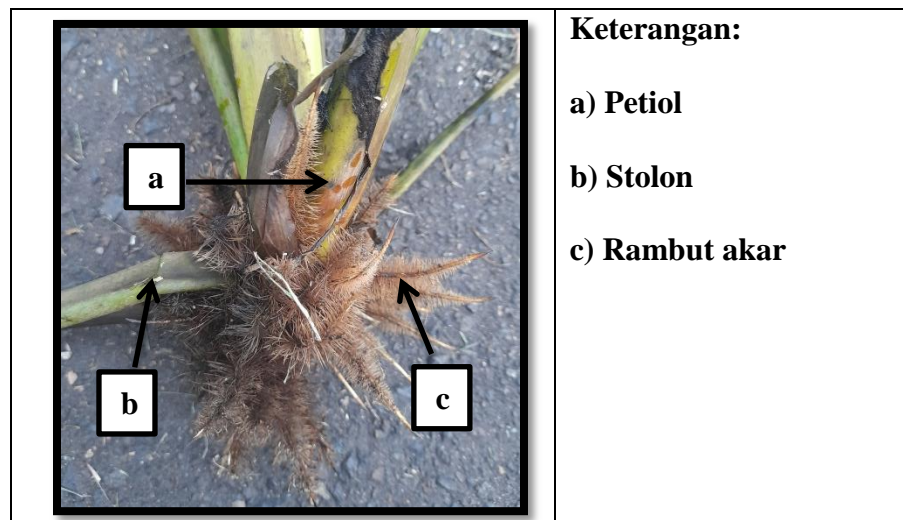 Keterangan:
a) Petiol
a
b) Stolon
c) Rambut akar
b
c